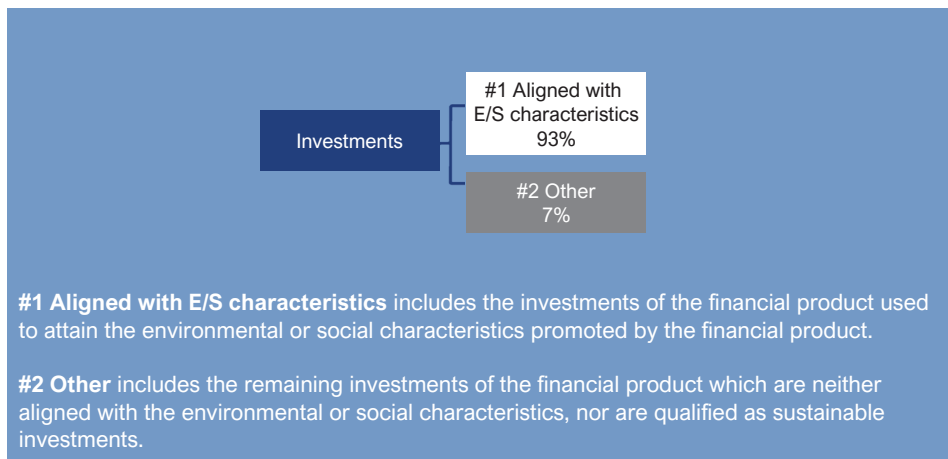 Investments
#1 Aligned with
E/S characteristics
93%
#2 Other
7%
#1 Aligned with E/S characteristics includes the investments of the financial product used
to attain the environmental or social characteristics promoted by the financial product.
#2 Other includes the remaining investments of the financial product which are neither
aligned with the environmental or social characteristics, nor are qualified as sustainable
investments.